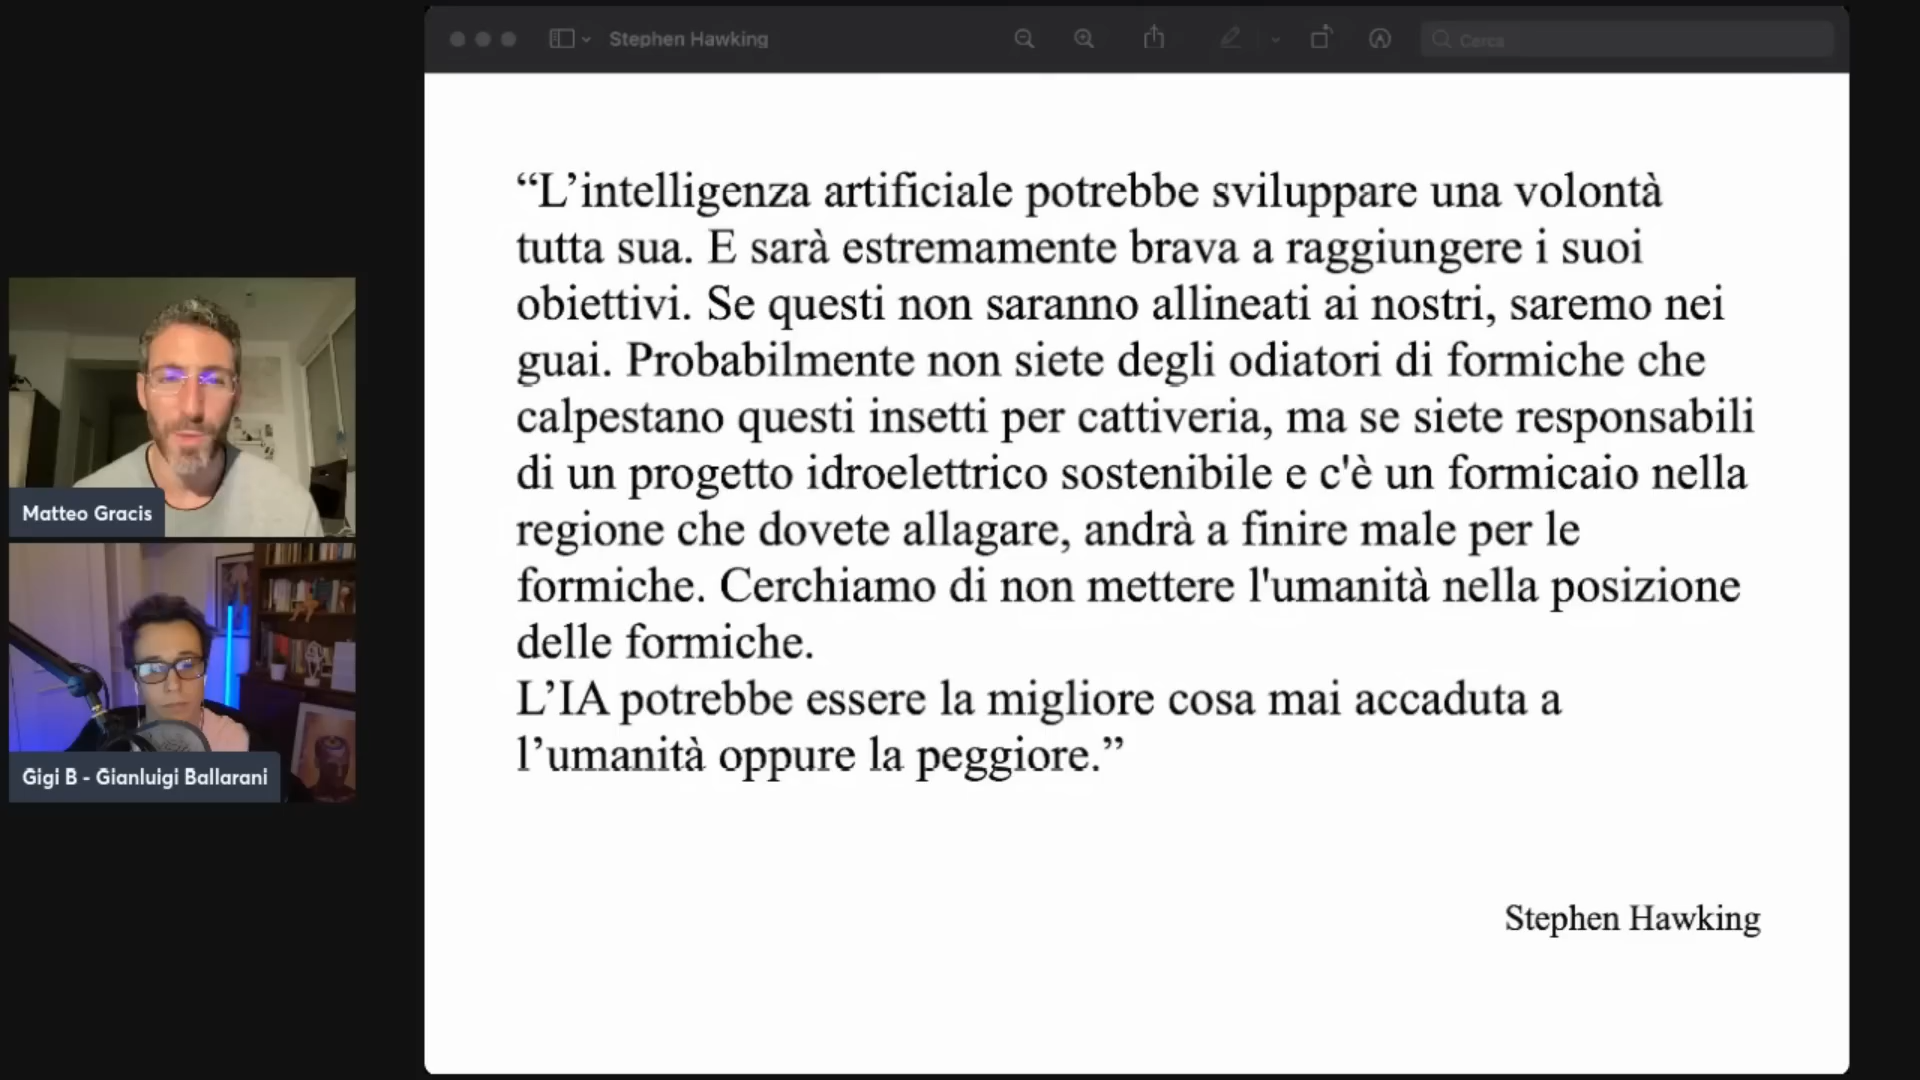 Stephen Hawking
Cerca
“L’intelligenza artificiale potrebbe sviluppare una volontà
tutta sua. E sarà estremamente brava a raggiungere i suoi
obiettivi. Se questi non saranno allineati ai nostri, saremo nei
guai. Probabilmente non siete degli odiatori di formiche che
calpestano questi insetti per cattiveria, ma se siete responsabili
di un progetto idroelettrico sostenibile e c'è un formicaio nella
regione che dovete allagare, andrà a finire male per le
formiche. Cerchiamo di non mettere l'umanità nella posizione
delle formiche.
L’IA potrebbe essere la migliore cosa mai accaduta a
l’umanità oppure la peggiore.”
Stephen Hawking
Matteo Gracis
Gigi B - Gianluigi Ballarani